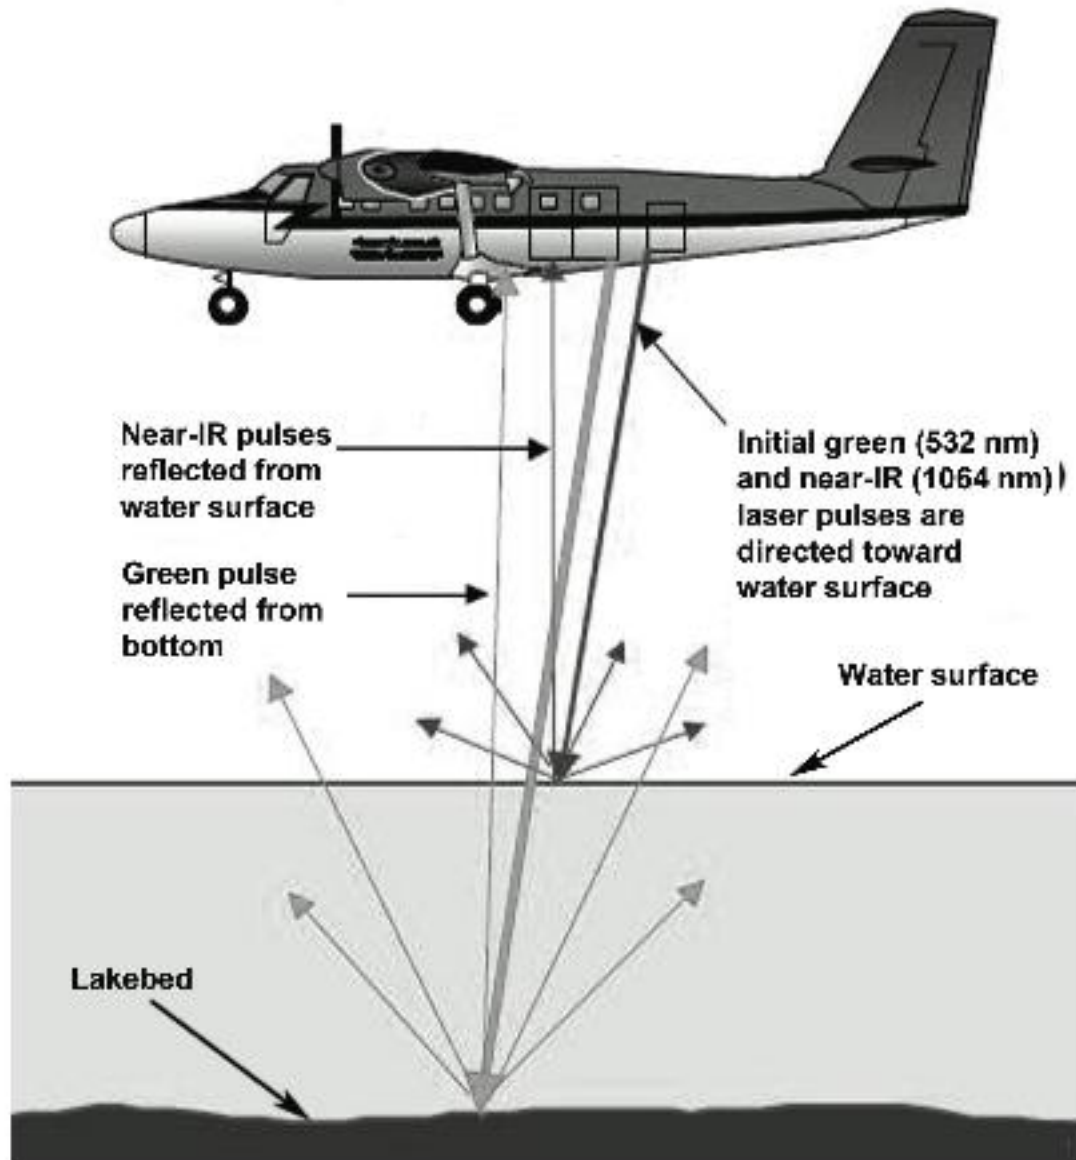 Near-IR pulses
reflected from
water surface
Green pulse
reflected from
bottom
Initial green (532 nm)
and near-IR (1064 nm)
laser pulses are
directed toward
water surface
Water surface
Lakebed